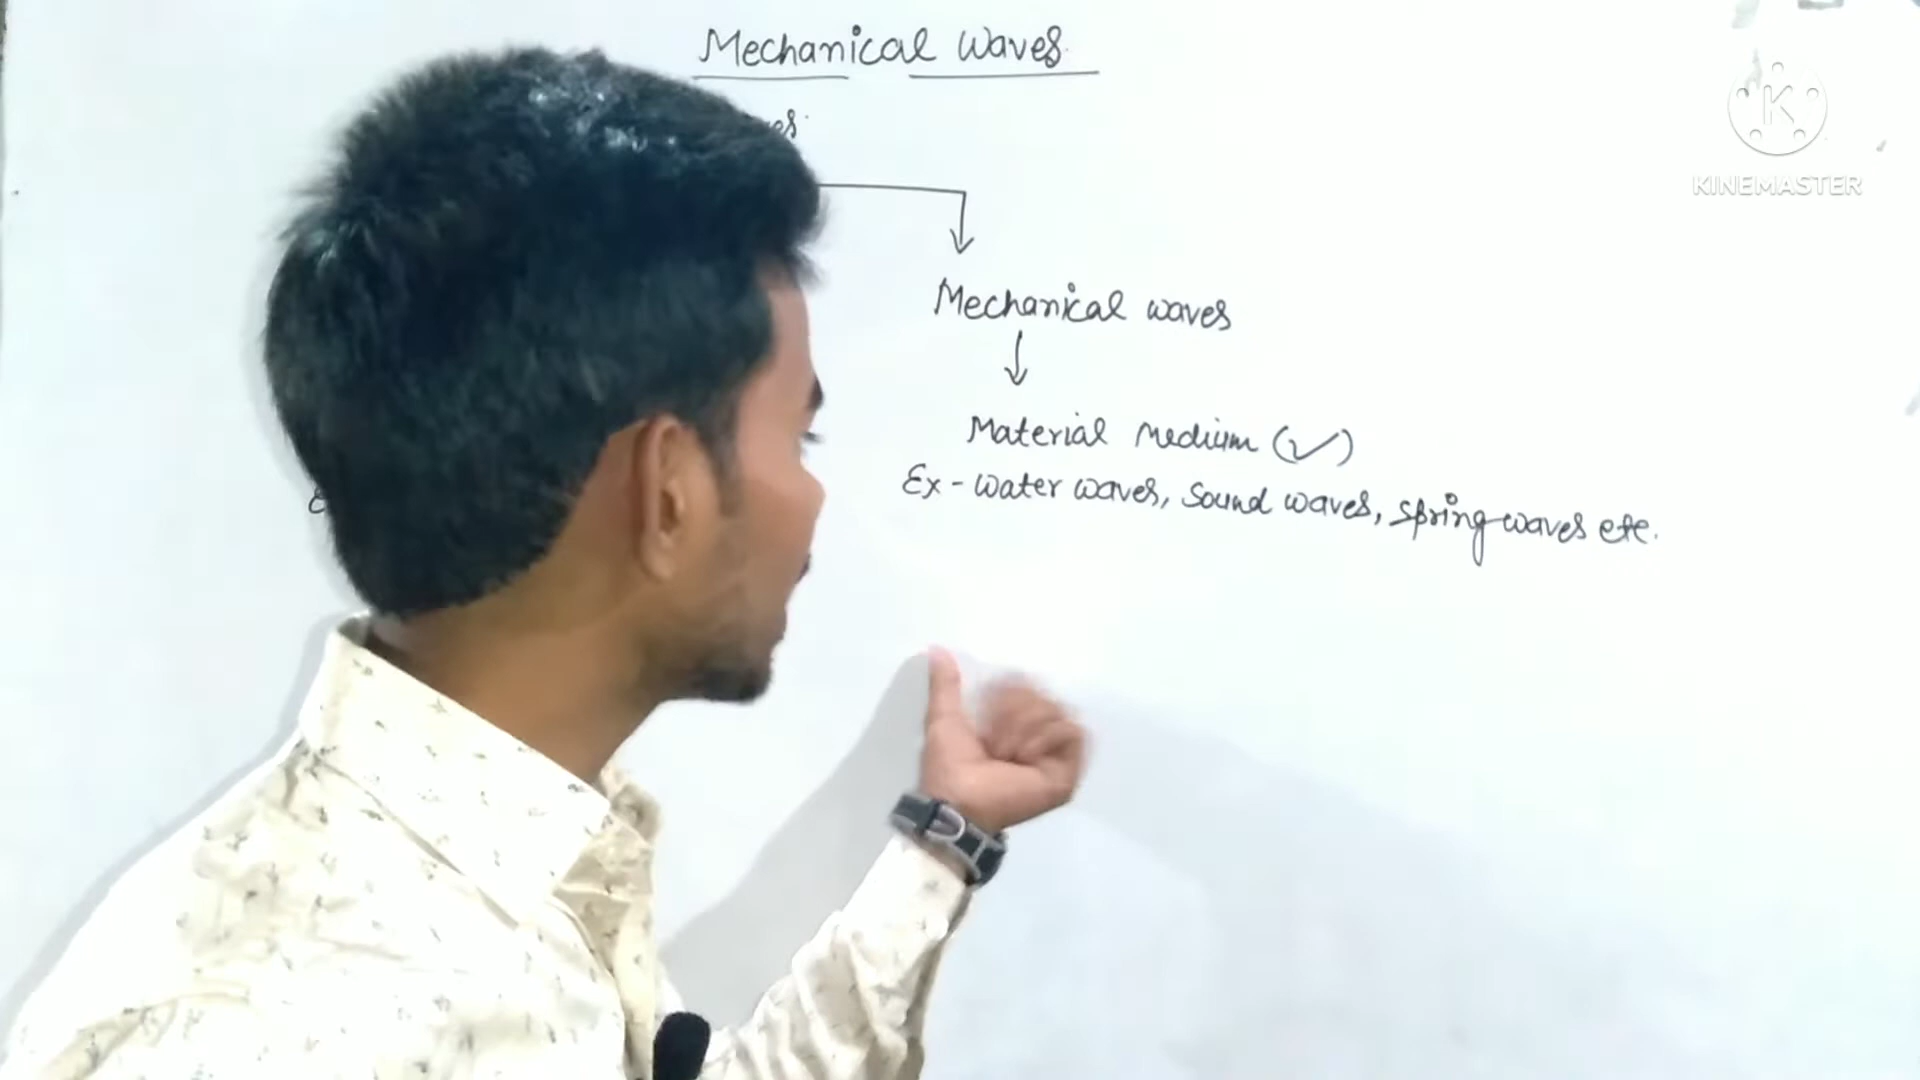 Mechanical Waves
Mechanical waves
Material Medium (✓)
Ex - Water waves, Sound waves, Spring waves etc.
K
KINEMASTER